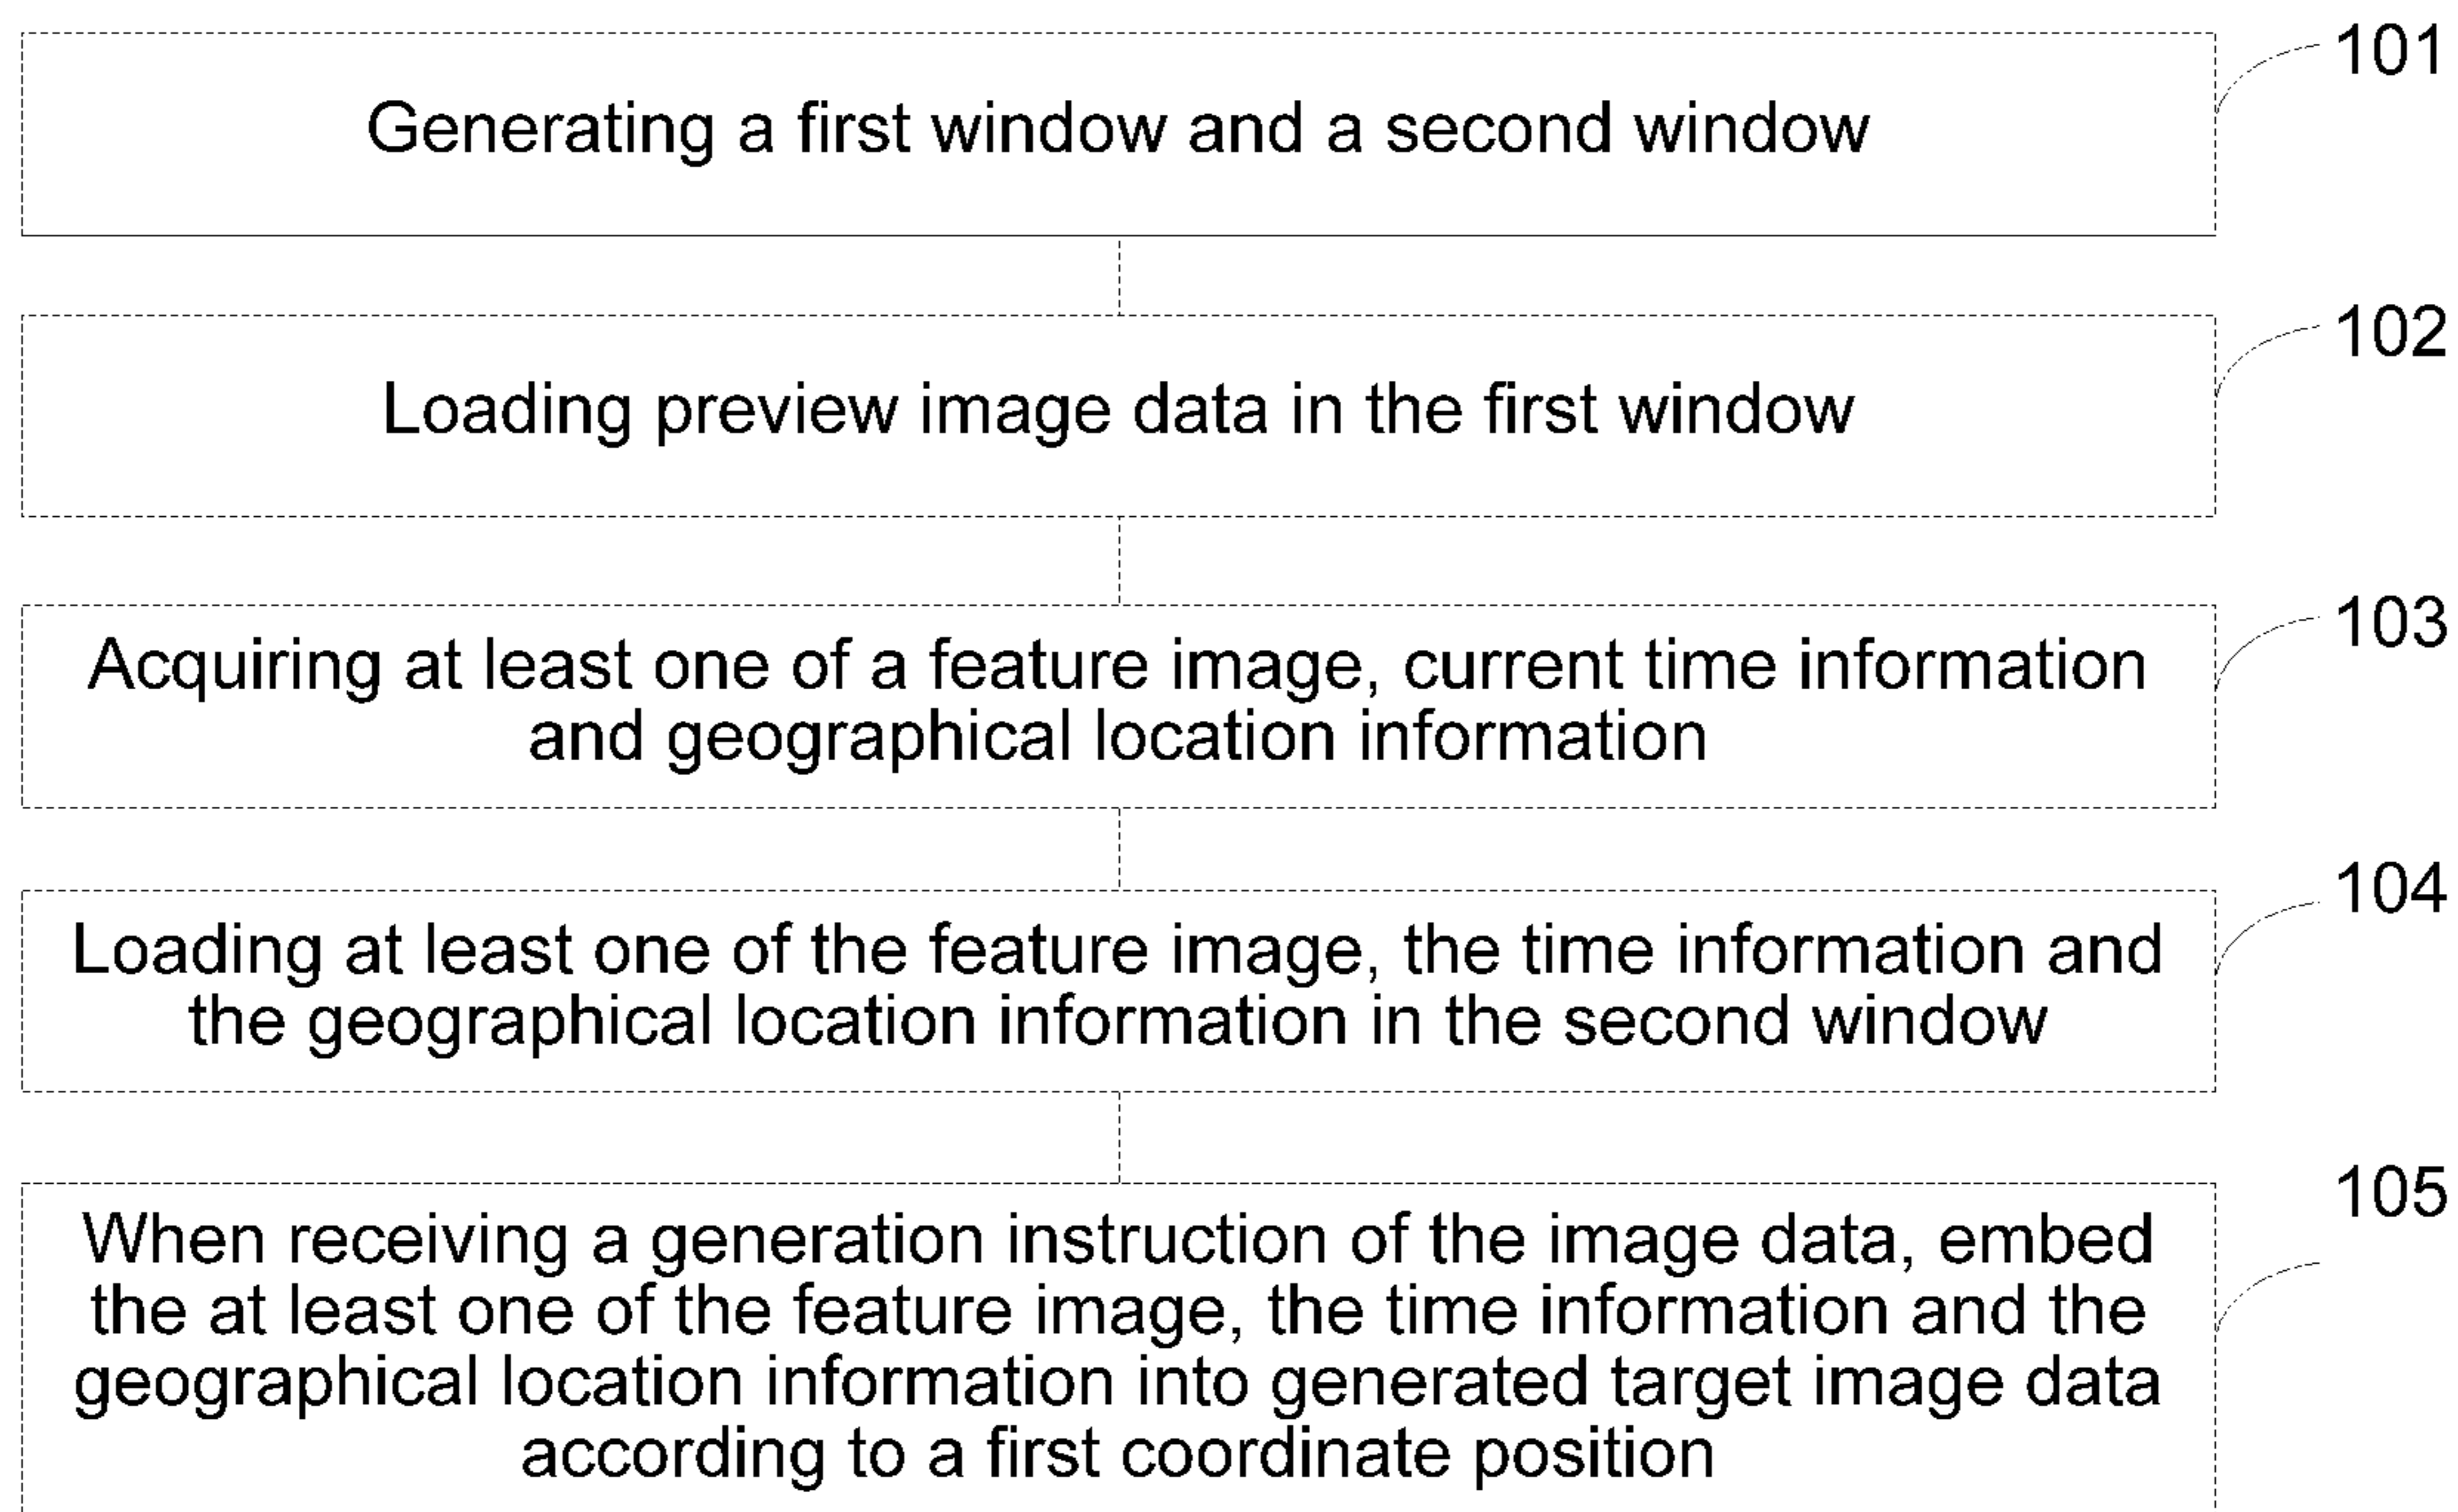 101
Generating a first window and a second window
102
Loading preview image data in the first window
103
Acquiring at least one of a feature image, current time information
and geographical location information
104
Loading at least one of the feature image, the time information and
the geographical location information in the second window
105
When receiving a generation instruction of the image data, embed
the at least one of the feature image, the time information and the
geographical location information into generated target image data
according to a first coordinate position